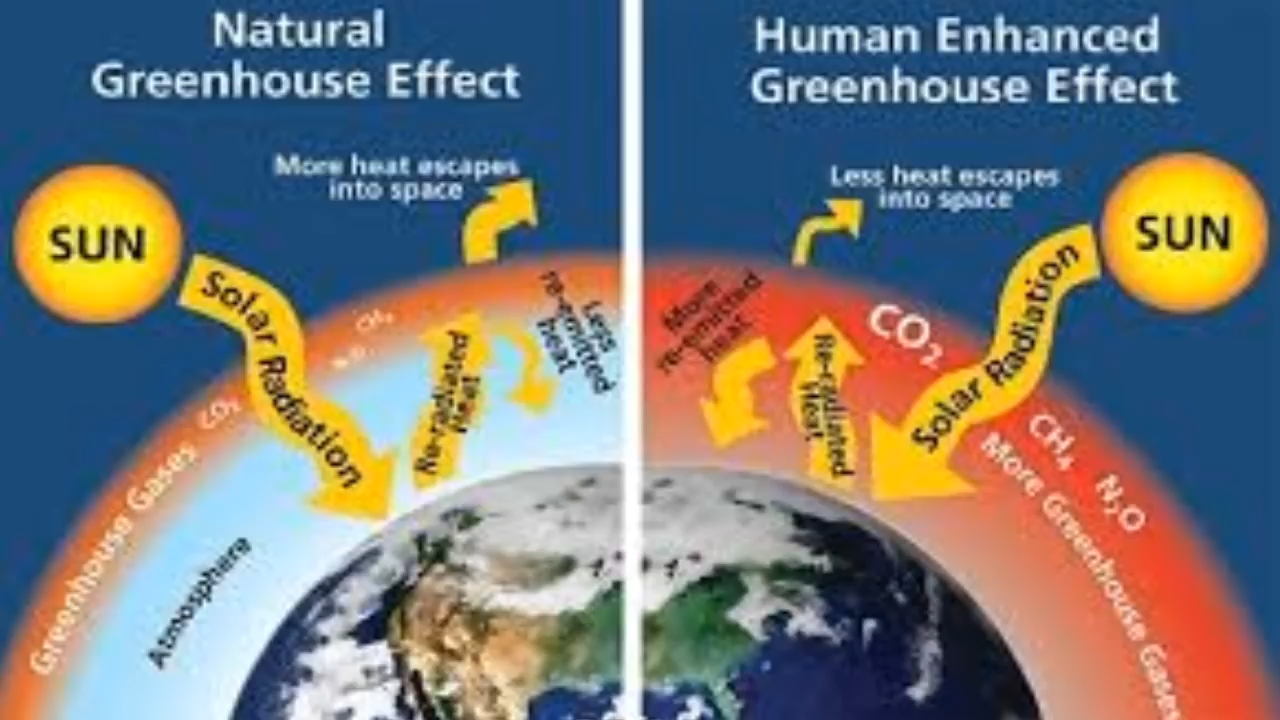 Natural
Greenhouse Effect
More heat escapes
into space
SUN
Solar Radiation
Re-radiated
Heat
Less
re-emitted
heat
CH₄
N₂O
CO₂
Greenhouse Gases
Atmosphere
Human Enhanced
Greenhouse Effect
Less heat escapes
into space
SUN
Solar Radiation
More
re-emitted
heat
Re-radiated
Heat
CO₂
CH₄
N₂O
More Greenhouse Gases